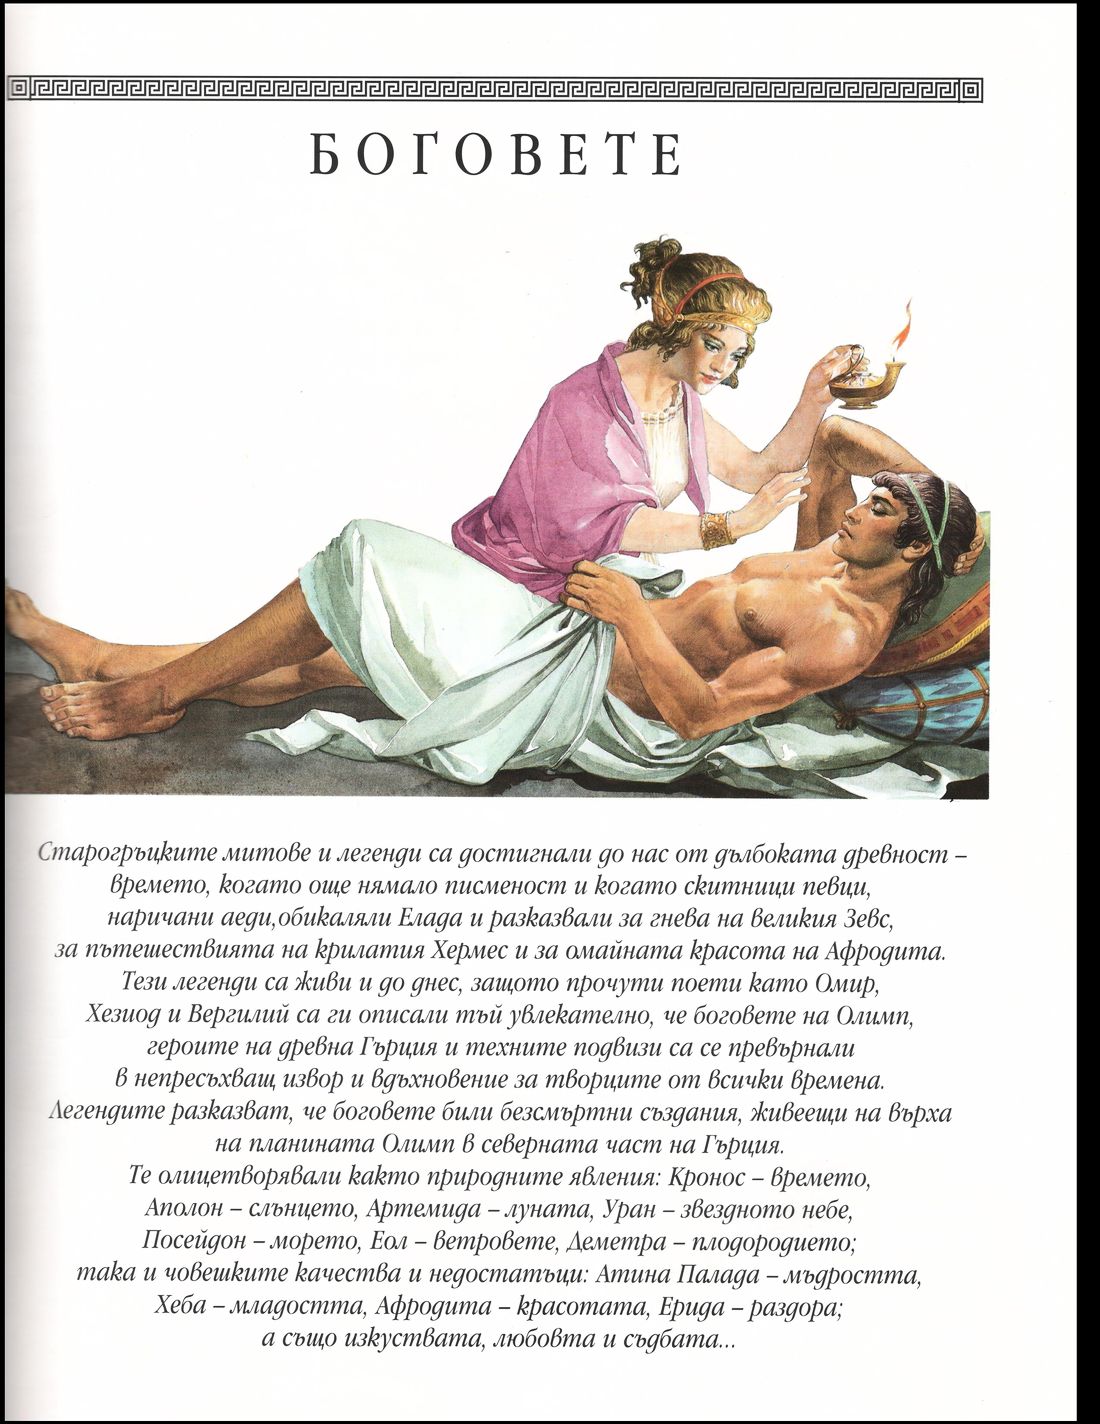 БОГОВЕТЕ
Старогръцките митове и легенди са достигнали до нас от дълбоката древност –
времето, когато още нямало писменост и когато скитници певци,
наричани аеди,обикаляли Елада и разказвали за гнева на великия Зевс,
за пътешествията на крилатия Хермес и за омайната красота на Афродита.
Тези легенди са живи и до днес, защото прочути поети като Омир,
Хезиод и Вергилий са ги описали тъй увлекателно, че боговете на Олимп,
героите на древна Гърция и техните подвизи са се превърнали
в непресъхващ извор и вдъхновение за творците от всички времена.
Легендите разказват, че боговете били безсмъртни създания, живеещи на върха
на планината Олимп в северната част на Гърция.
Те олицетворявали както природните явления: Кронос – времето,
Аполон – слънцето, Артемида – луната, Уран – звездното небе,
Посейдон – морето, Еол – ветровете, Деметра – плодородието;
така и човешките качества и недостатъци: Атина Палада – мъдростта,
Хеба – младостта, Афродита – красотата, Ерида – раздора;
а също изкуствата, любовта и съдбата...